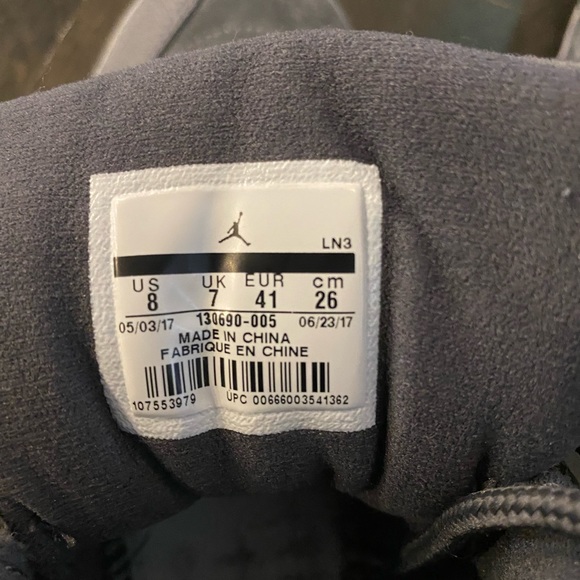 LN3
US UK EUR cm
8 7 41 26
05/03/17 130690-005 06/23/17
MADE IN CHINA
FABRIQUE EN CHINE
107553979 UPC 00666003541362